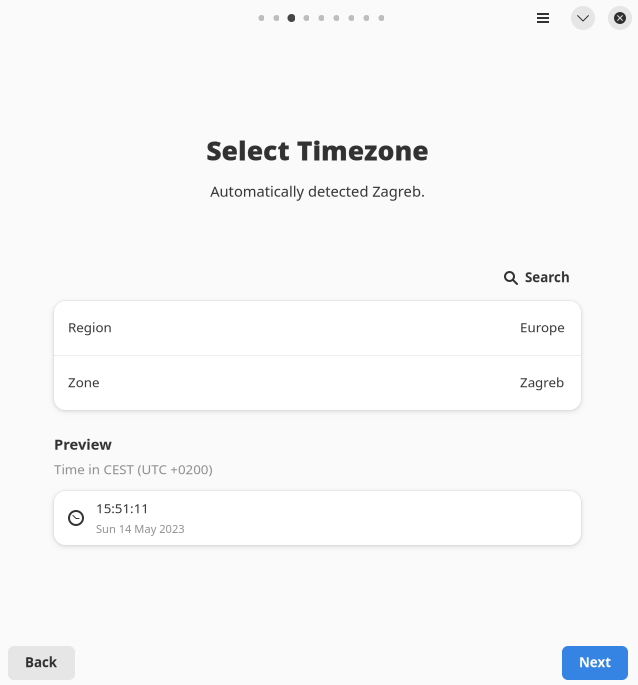 Select Timezone
Automatically detected Zagreb.
Search
Region Europe
Zone Zagreb
Preview
Time in CEST (UTC +0200)
15:51:11
Sun 14 May 2023
Back Next